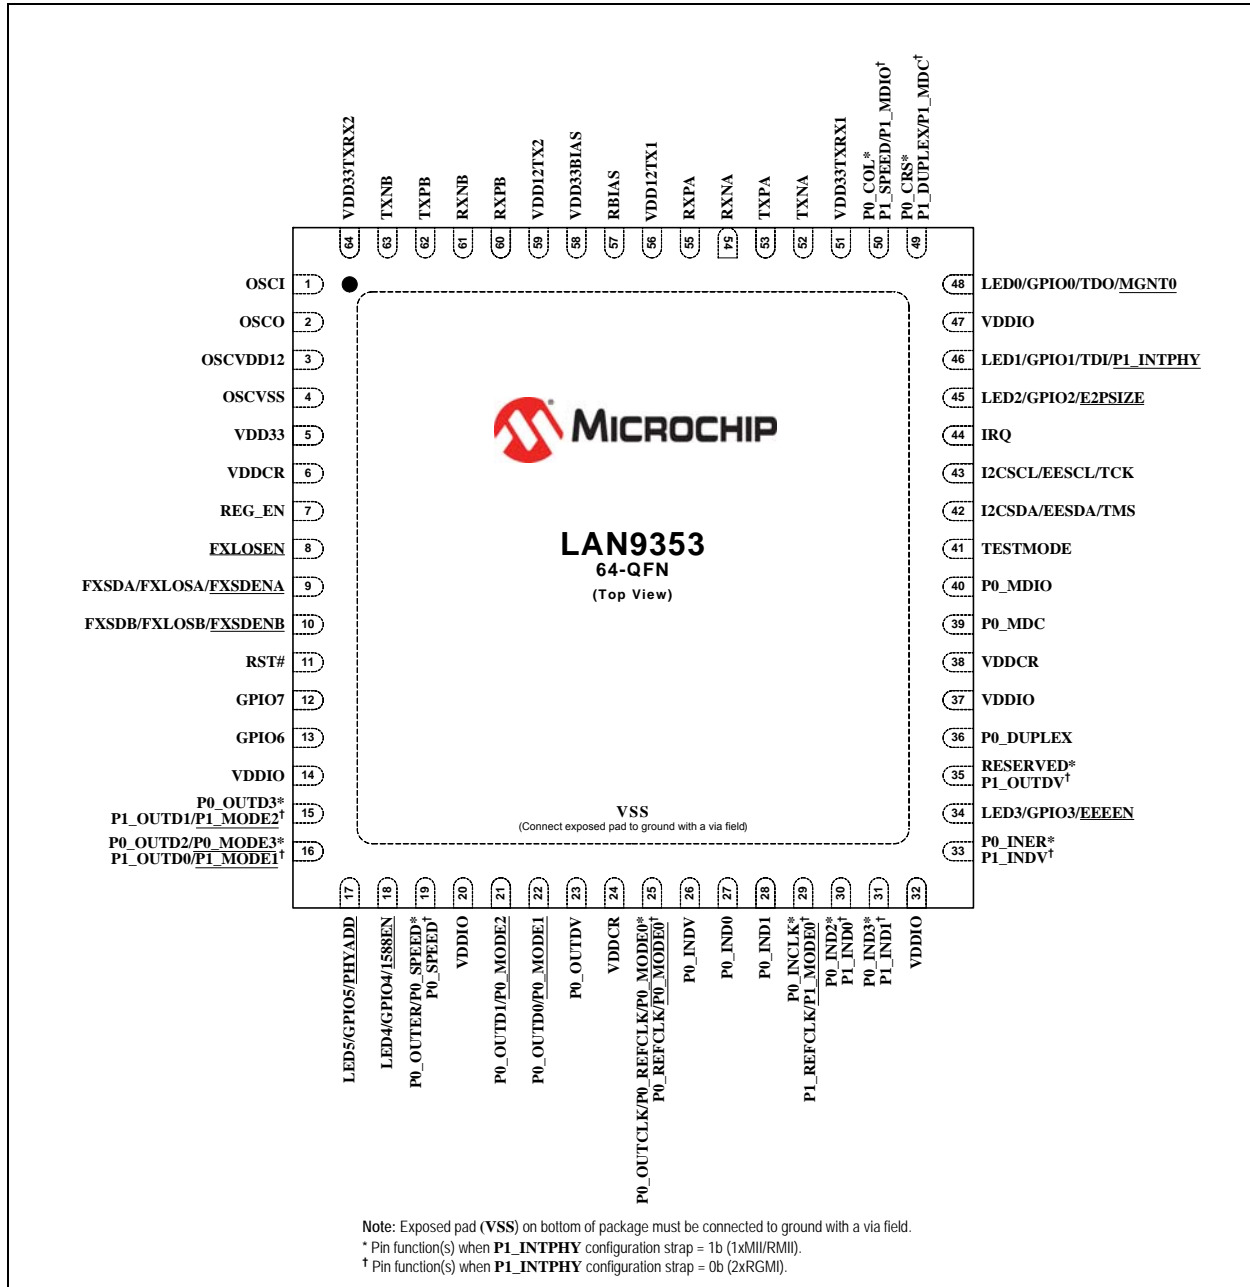 VDD33TXRX2
TXNB
TXPB
RXNB
RXPB
VDD12TX2
VDD33BIAS
RBIAS
VDD12TX1
RXPA
RXNA
TXPA
TXNA
VDD33TXRX1
P0_COL*
P1_SPEED/P1_MDIO†
P0_CRS*
P1_DUPLEX/P1_MDC†
64
63
62
61
60
59
58
57
56
55
54
53
52
51
50
49
OSCI 1
OSCO 2
OSCVDD12 3
OSCVSS 4
VDD33 5
VDDCR 6
REG_EN 7
FXLOSEN 8
FXSDA/FXLOSA/FXSDENA 9
FXSDB/FXLOSB/FXSDENB 10
RST# 11
GPIO7 12
GPIO6 13
VDDIO 14
P0_OUTD3*
P1_OUTD1/P1_MODE2† 15
P0_OUTD2/P0_MODE3*
P1_OUTD0/P1_MODE1† 16
MICROCHIP
LAN9353
64-QFN
(Top View)
VSS
(Connect exposed pad to ground with a via field)
48 LED0/GPIO0/TDO/MGNT0
47 VDDIO
46 LED1/GPIO1/TDI/P1_INTPHY
45 LED2/GPIO2/E2PSIZE
44 IRQ
43 I2CSCL/EESCL/TCK
42 I2CSDA/EESDA/TMS
41 TESTMODE
40 P0_MDIO
39 P0_MDC
38 VDDCR
37 VDDIO
36 P0_DUPLEX
35 RESERVED*
P1_OUTDV†
34 LED3/GPIO3/EEEEN
33 P0_INER*
P1_INDV†
17
18
19
20
21
22
23
24
25
26
27
28
29
30
31
32
LED5/GPIO5/PHYADD
LED4/GPIO4/1588EN
P0_OUTER/P0_SPEED*
P0_SPEED†
VDDIO
P0_OUTD1/P0_MODE2
P0_OUTD0/P0_MODE1
P0_OUTDV
VDDCR
P0_OUTCLK/P0_REFCLK/P0_MODE0*
P0_REFCLK/P0_MODE0†
P0_INDV
P0_IND0
P0_IND1
P0_INCLK*
P1_REFCLK/P1_MODE0†
P0_IND2*
P1_IND0†
P0_IND3*
P1_IND1†
VDDIO
Note: Exposed pad (VSS) on bottom of package must be connected to ground with a via field.
* Pin function(s) when P1_INTPHY configuration strap = 1b (1xMII/RMII).
† Pin function(s) when P1_INTPHY configuration strap = 0b (2xRGMI).